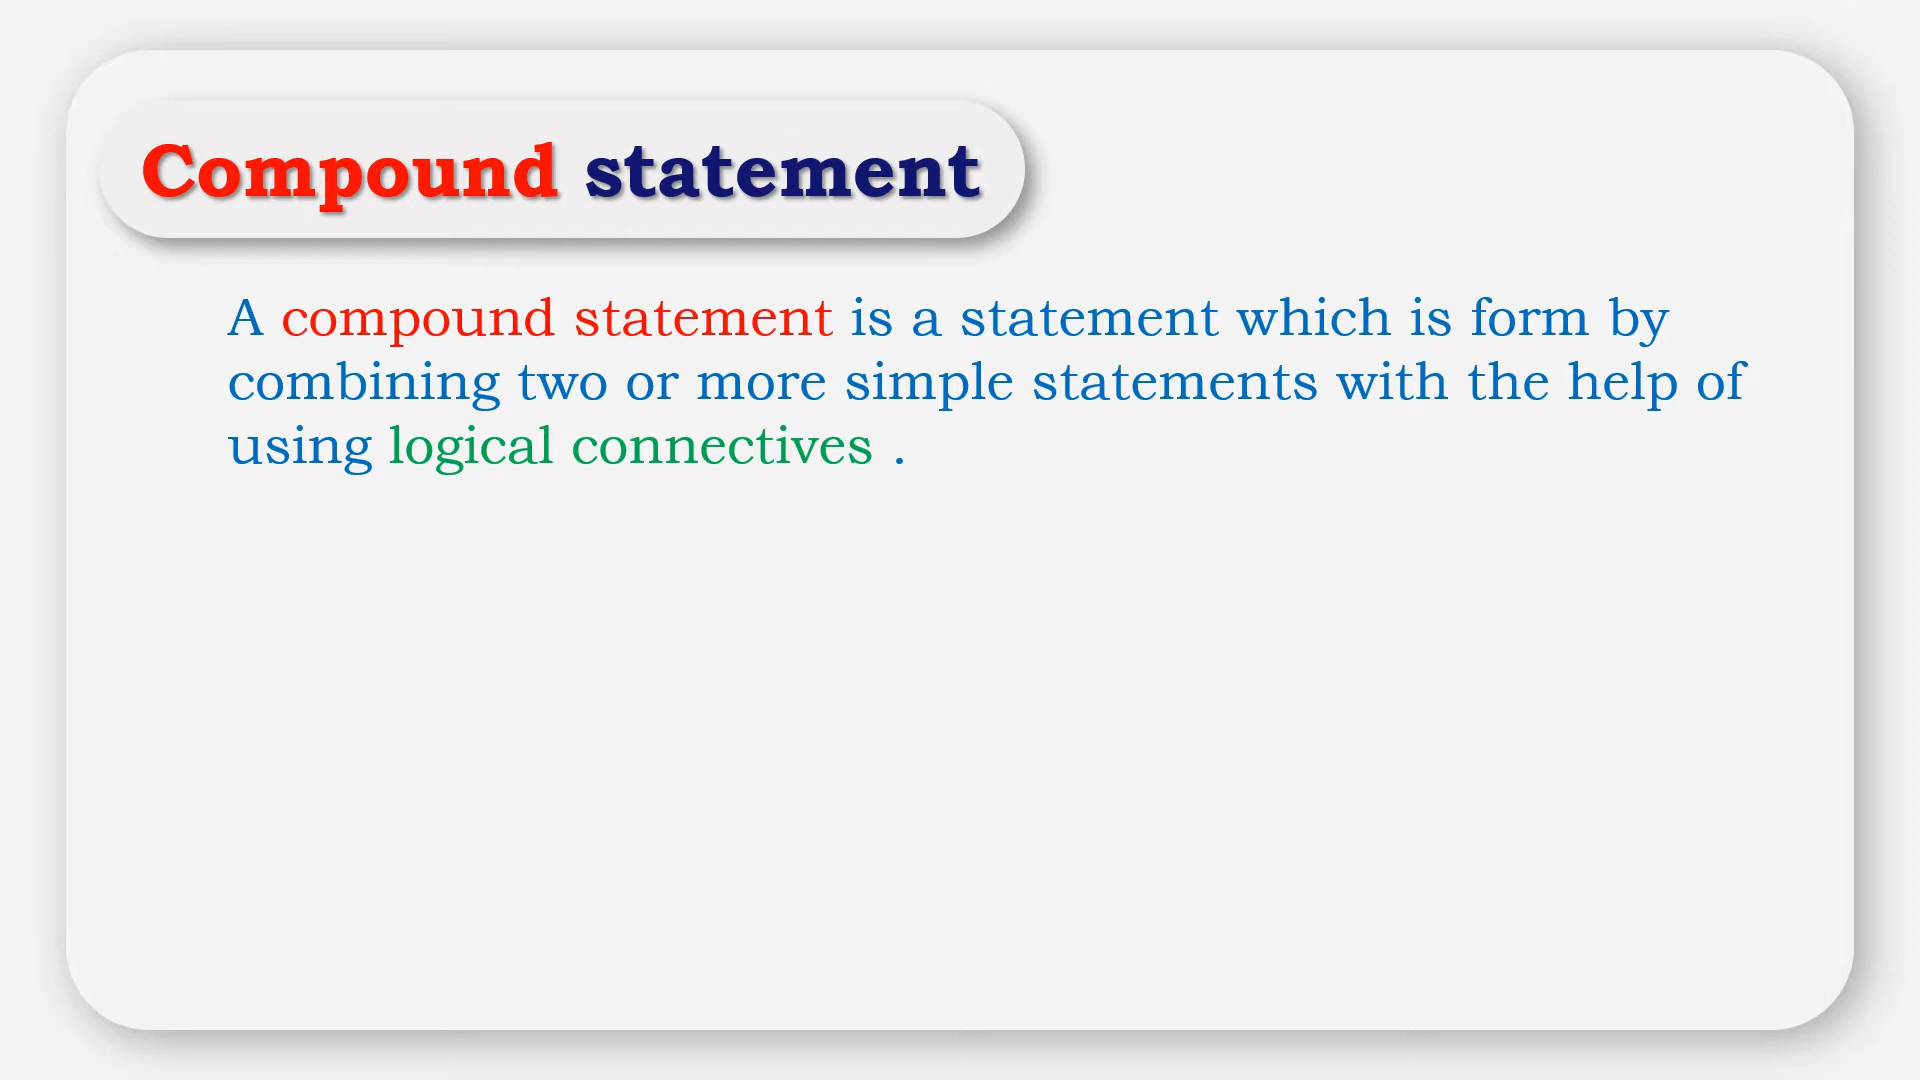 Compound statement
A compound statement is a statement which is form by
combining two or more simple statements with the help of
using logical connectives .